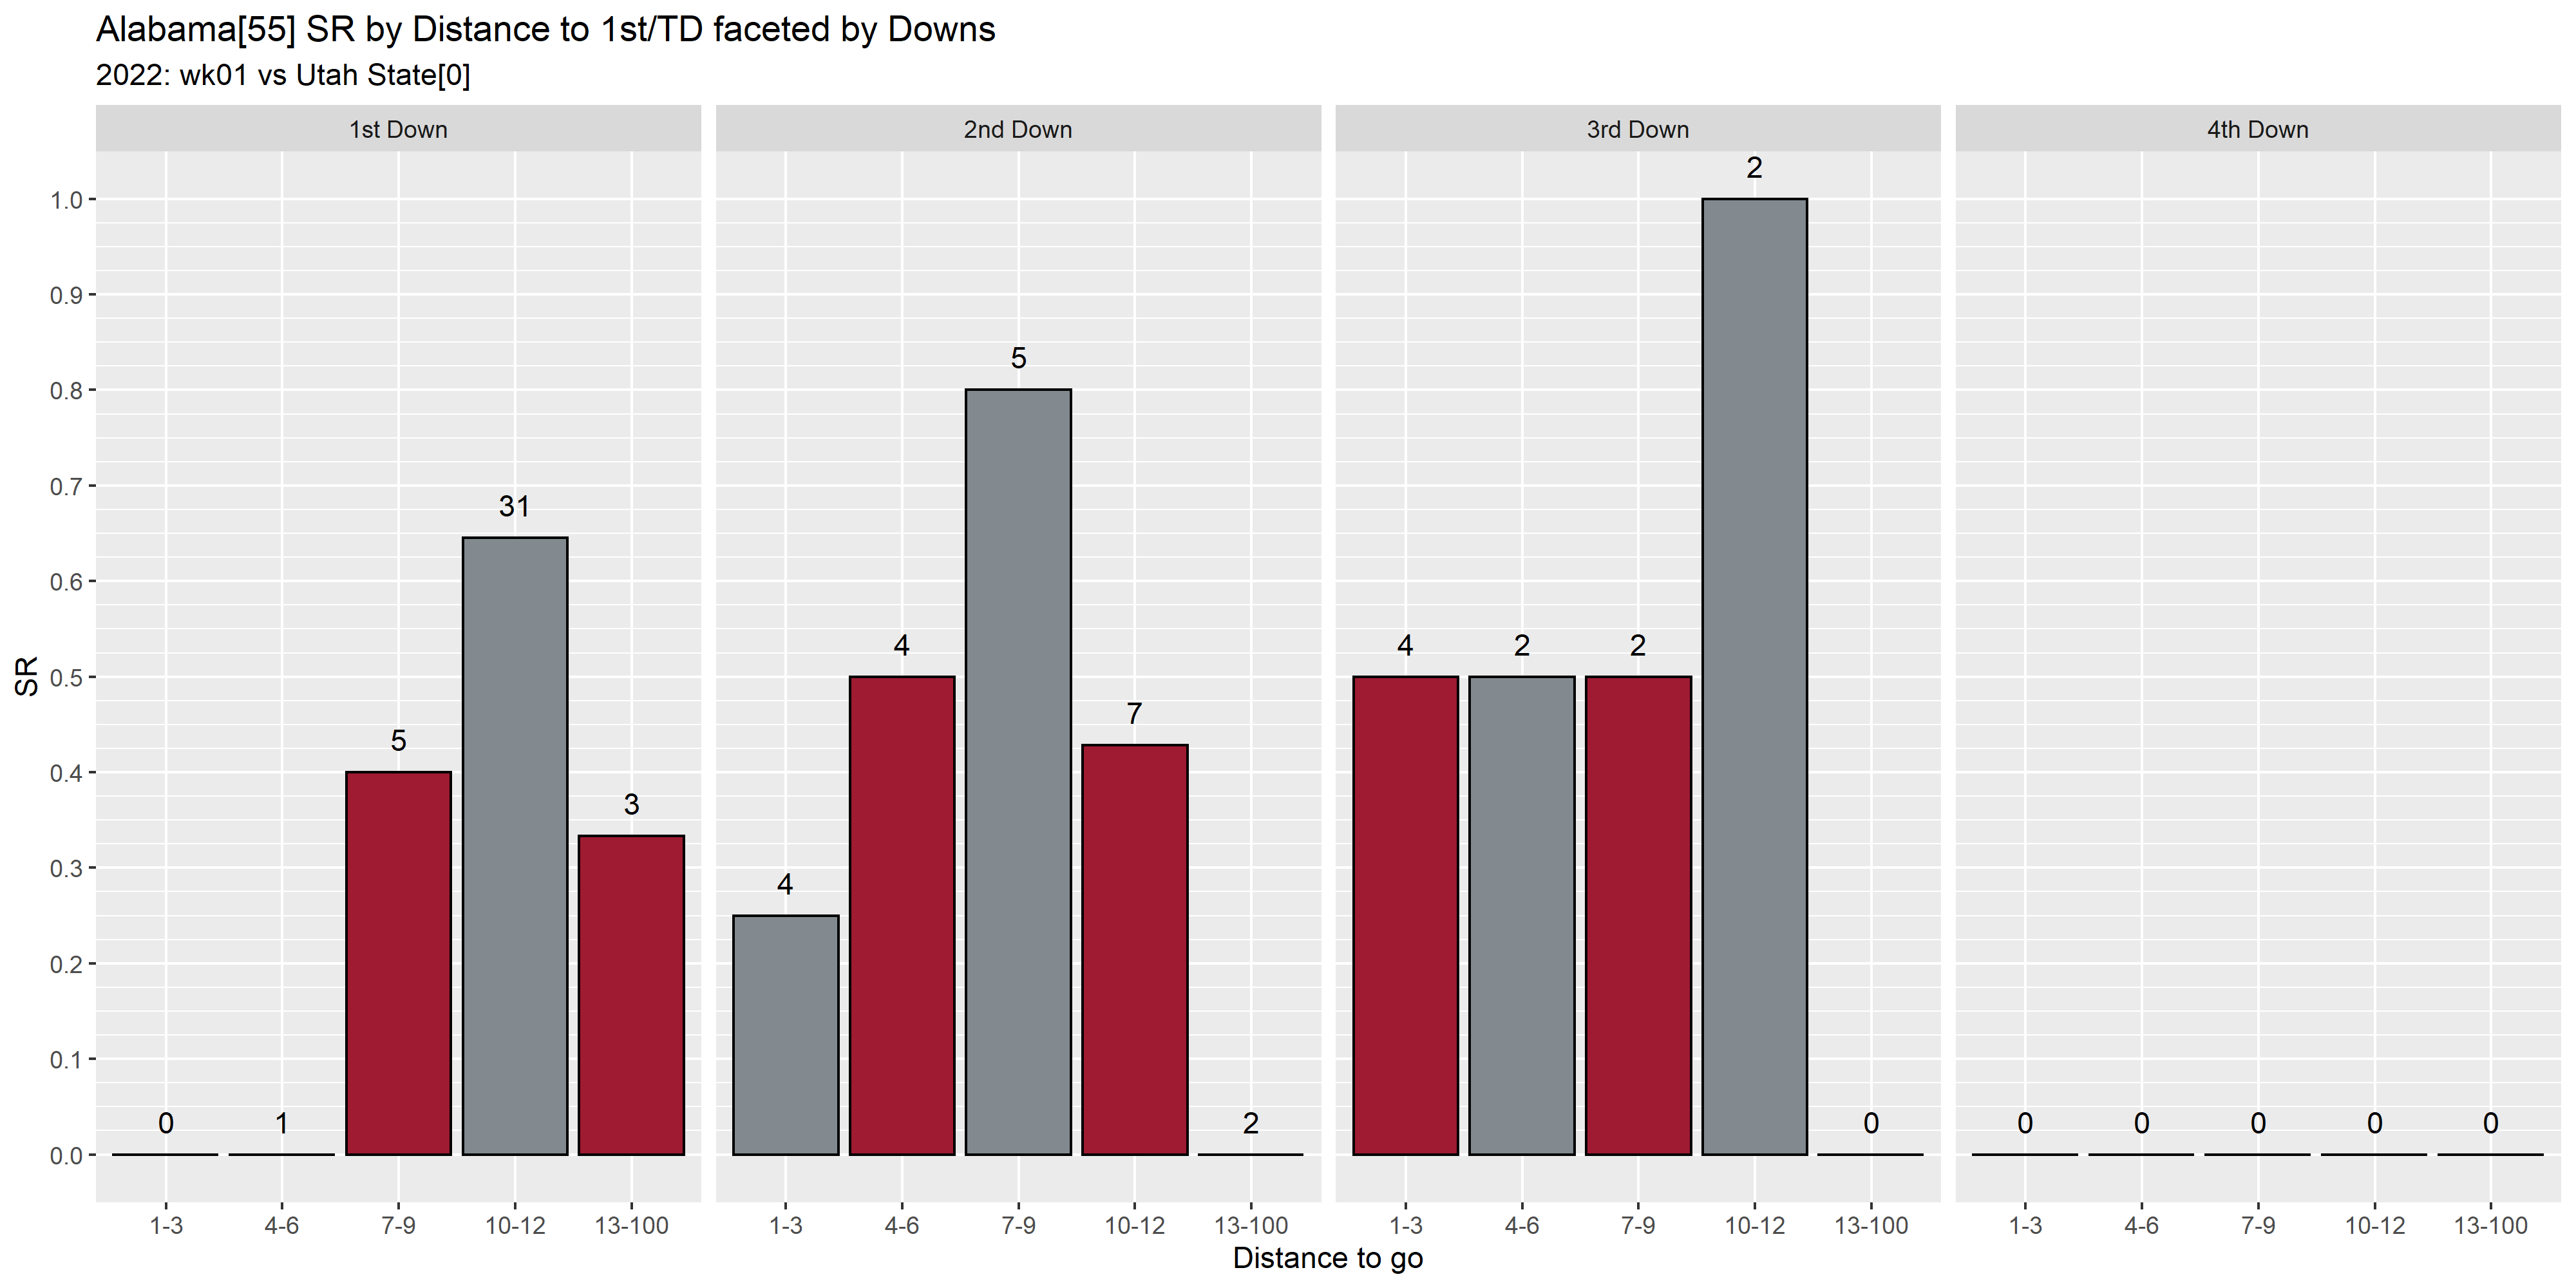 Alabama[55] SR by Distance to 1st/TD faceted by Downs
2022: wk01 vs Utah State[0]
1st Down
2nd Down
3rd Down
4th Down
SR
1.0
0.9
0.8
0.7
0.6
0.5
0.4
0.3
0.2
0.1
0.0
0 1 5 31 3
4 4 5 7 2
4 2 2 2 0
0 0 0 0 0
1-3 4-6 7-9 10-12 13-100
1-3 4-6 7-9 10-12 13-100
1-3 4-6 7-9 10-12 13-100
1-3 4-6 7-9 10-12 13-100
Distance to go